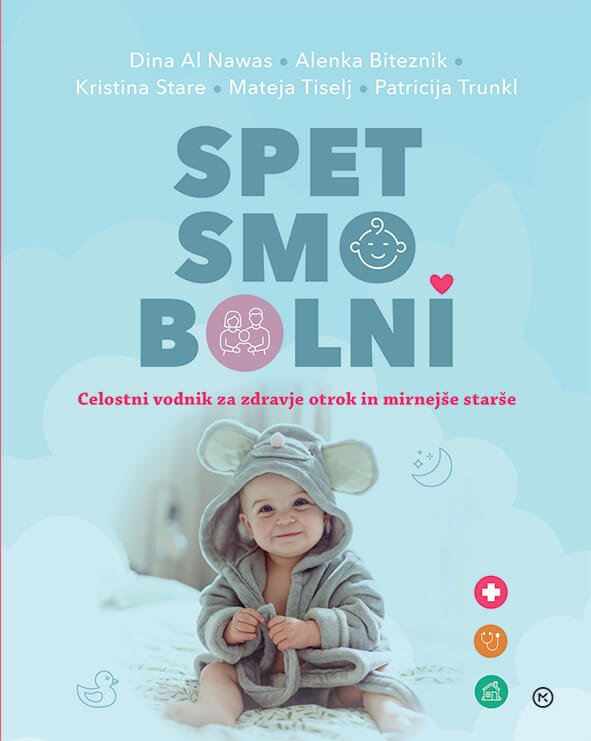 Dina Al Nawas • Alenka Biteznik •
Kristina Stare • Mateja Tiselj • Patricija Trunkl
SPET
SMO
BOLNI
Celostni vodnik za zdravje otrok in mirnejše starše
M